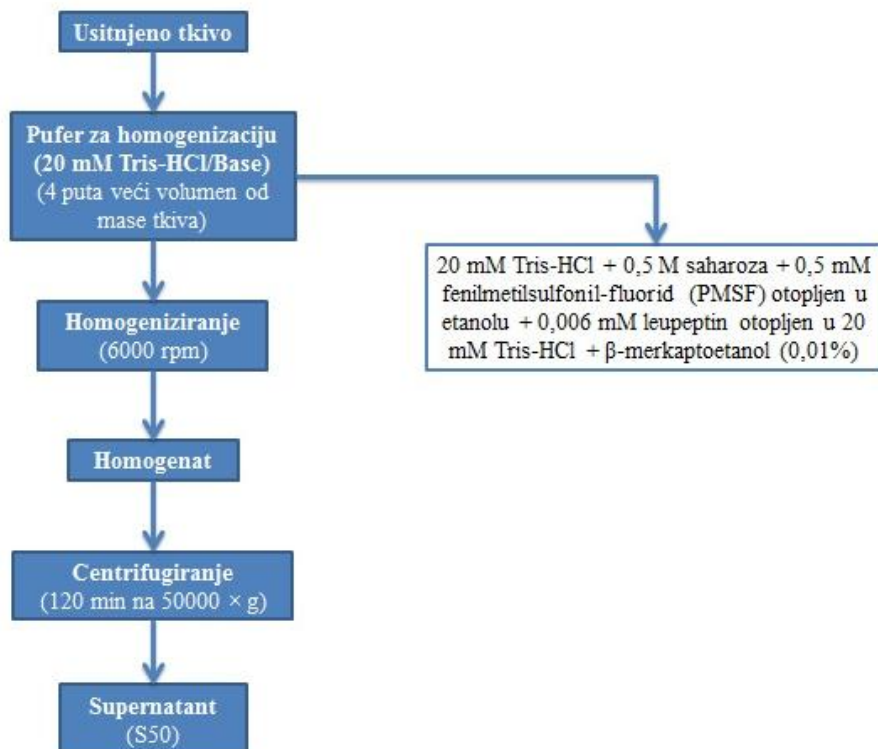 Usitnjeno tkivo
Pufer za homogenizaciju
(20 mM Tris-HCl/Base)
(4 puta veći volumen od
mase tkiva)
20 mM Tris-HCl + 0,5 M saharoza + 0,5 mM
fenilmetilsulfonil-fluorid (PMSF) otopljen u
etanolu + 0,006 mM leupeptin otopljen u 20
mM Tris-HCl + β-merkaptoetanol (0,01%)
Homogeniziranje
(6000 rpm)
Homogenat
Centrifugiranje
(120 min na 50000 × g)
Supernatant
(S50)